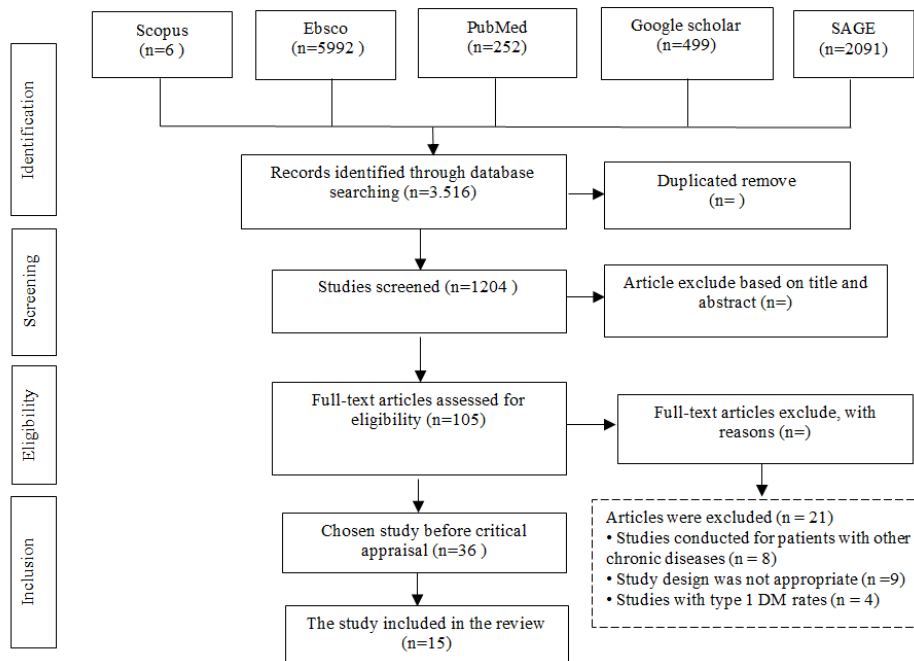 Scopus
(n=6 )
Ebsco
(n=5992 )
PubMed
(n=252)
Google scholar
(n=499)
SAGE
(n=2091)
Identification
Records identified through database
searching (n=3.516)
Duplicated remove
(n= )
Screening
Studies screened (n=1204 )
Article exclude based on title and
abstract (n=)
Eligibility
Full-text articles assessed for
eligibility (n=105)
Full-text articles exclude, with
reasons (n=)
Inclusion
Chosen study before critical
appraisal (n=36 )
Articles were excluded (n = 21)
• Studies conducted for patients with other
chronic diseases (n = 8)
• Study design was not appropriate (n =9)
• Studies with type 1 DM rates (n = 4)
The study included in the review
(n=15)